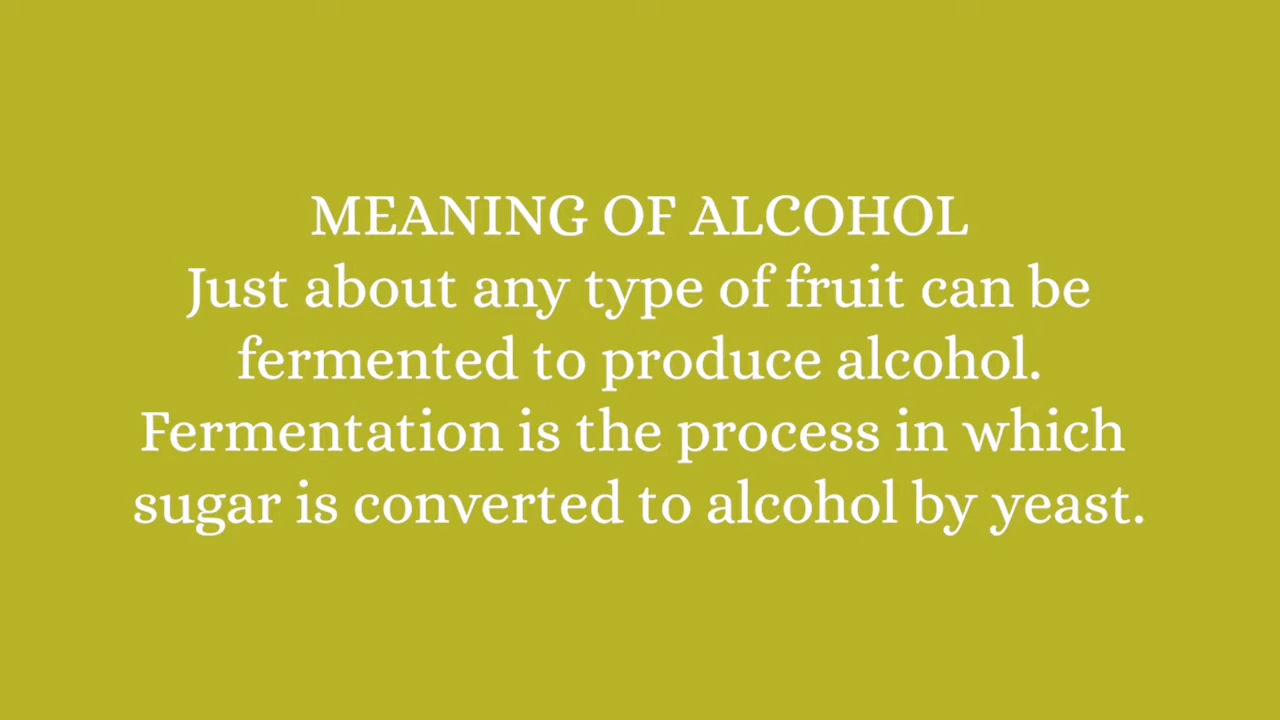 MEANING OF ALCOHOL
Just about any type of fruit can be
fermented to produce alcohol.
Fermentation is the process in which
sugar is converted to alcohol by yeast.